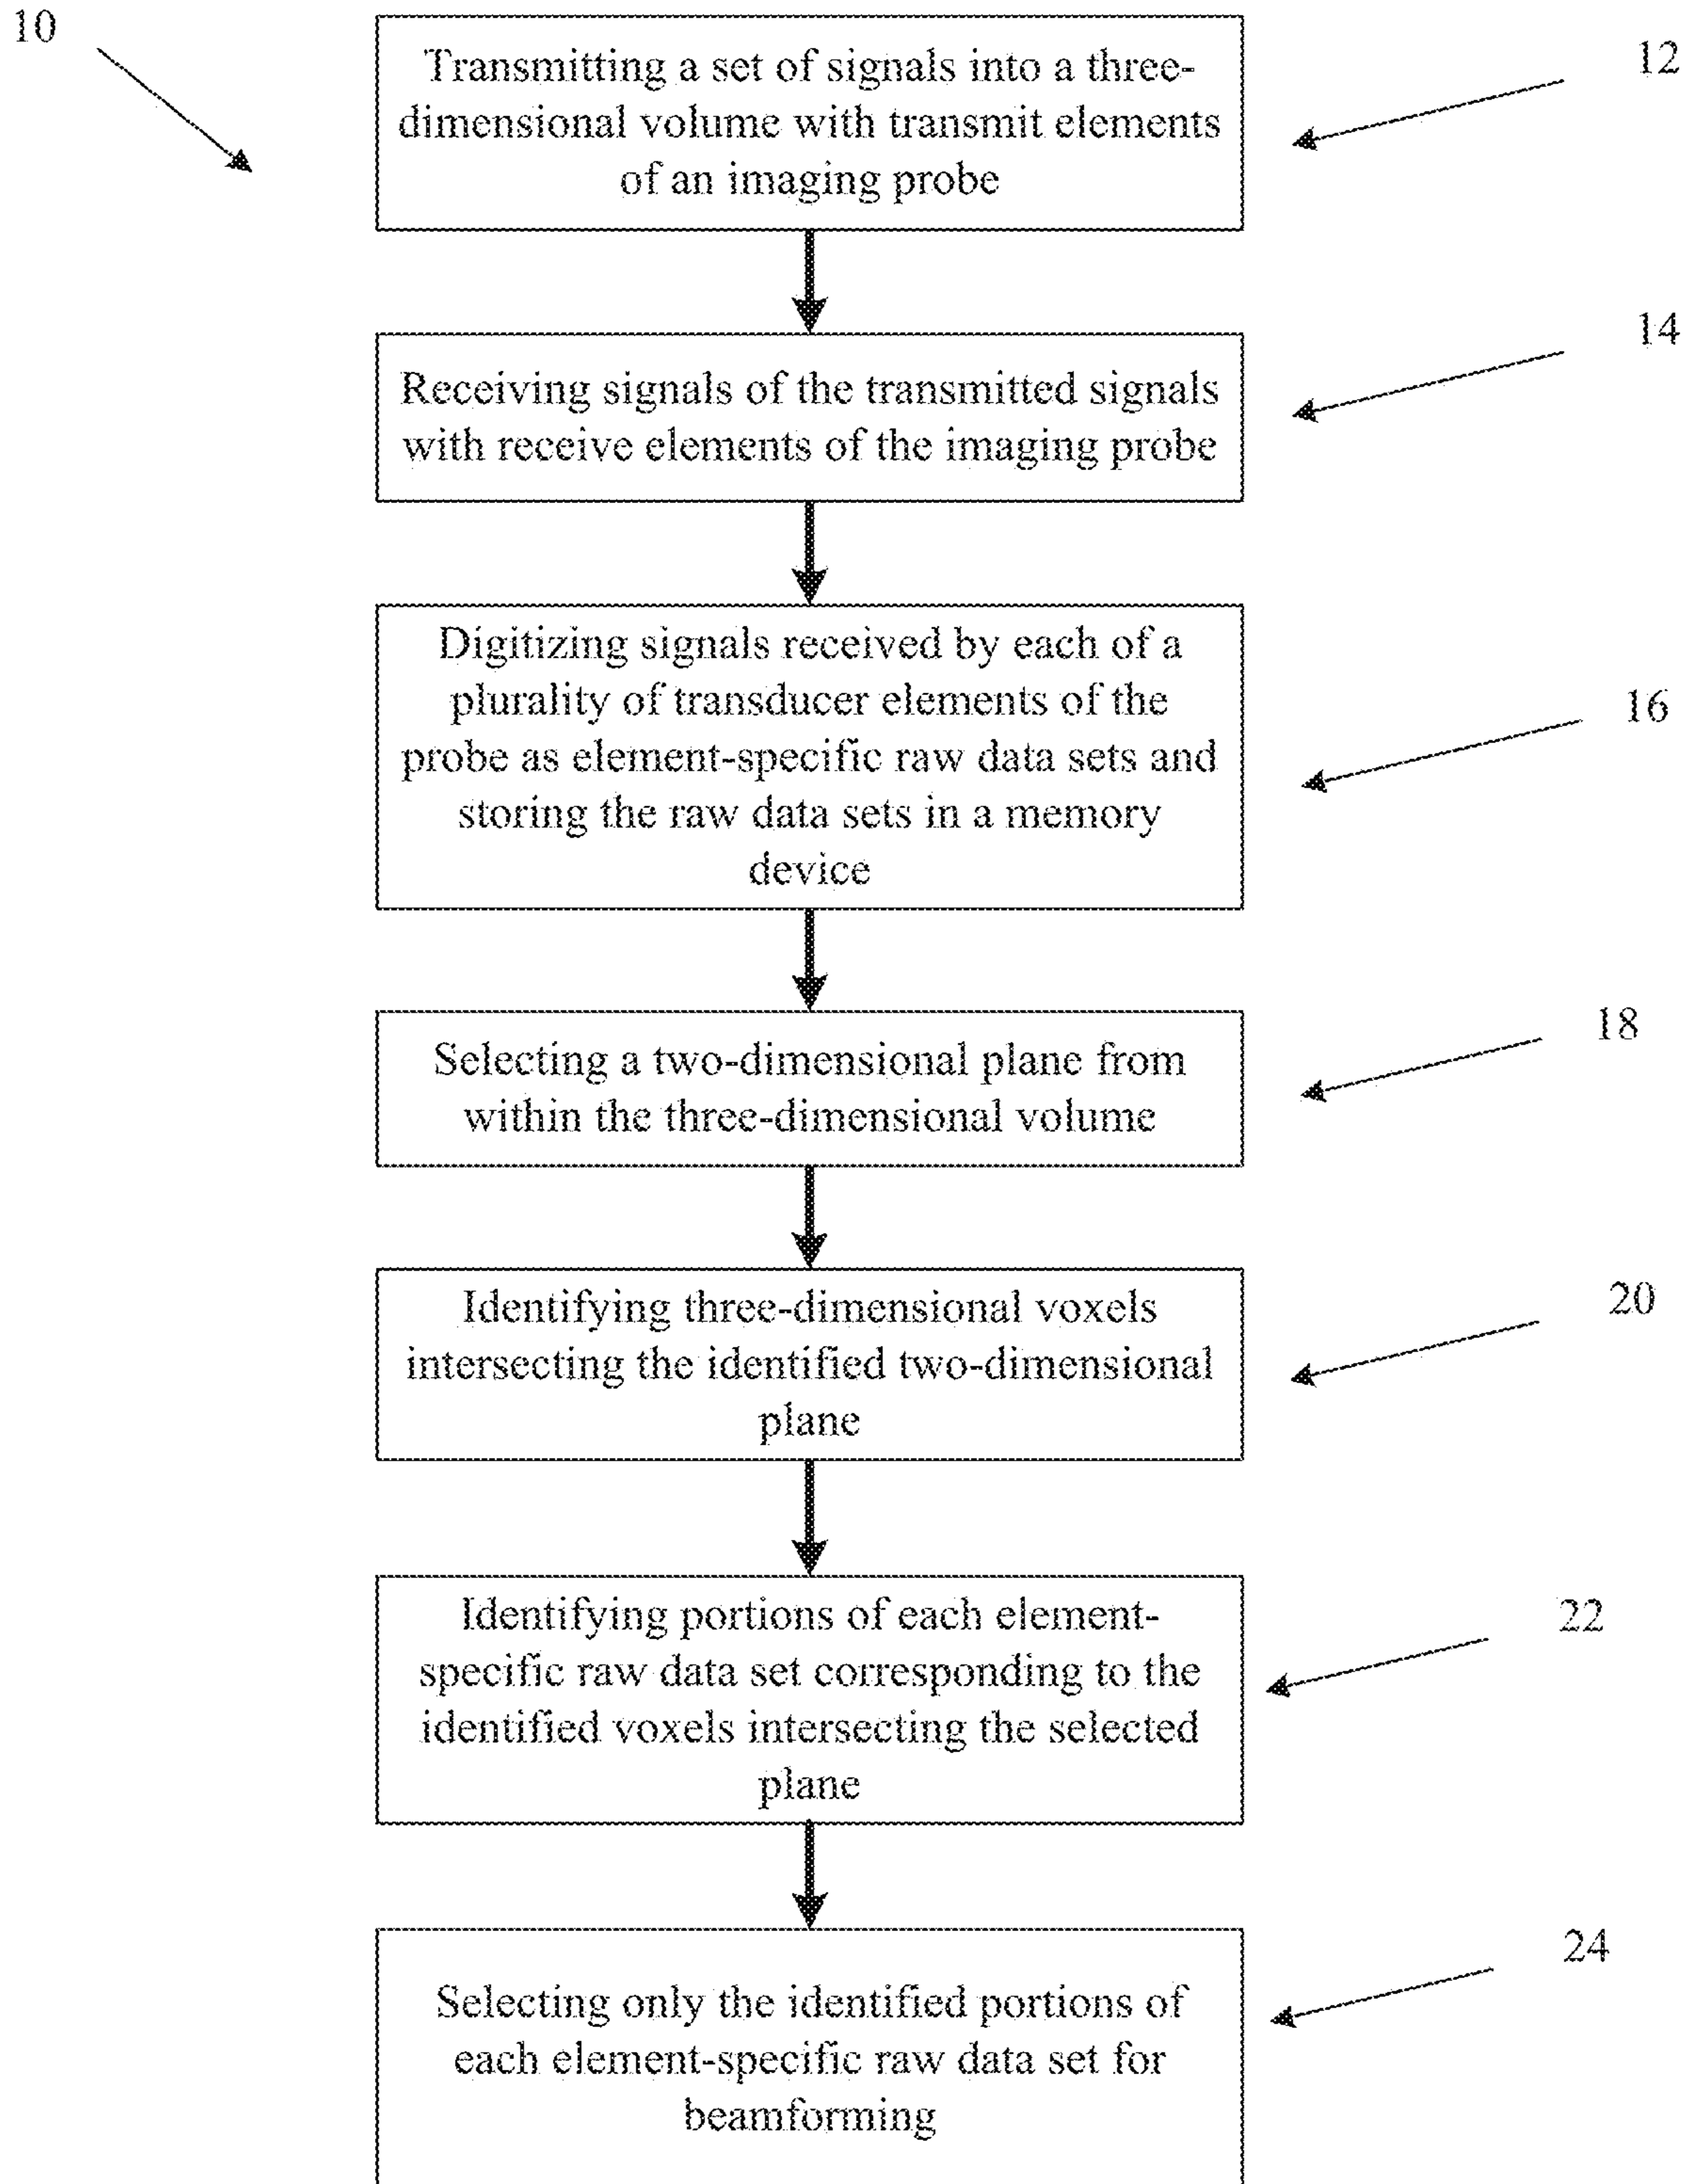 10
Transmitting a set of signals into a three-
dimensional volume with transmit elements
of an imaging probe
12
Receiving signals of the transmitted signals
with receive elements of the imaging probe
14
Digitizing signals received by each of a
plurality of transducer elements of the
probe as element-specific raw data sets and
storing the raw data sets in a memory
device
16
Selecting a two-dimensional plane from
within the three-dimensional volume
18
Identifying three-dimensional voxels
intersecting the identified two-dimensional
plane
20
Identifying portions of each element-
specific raw data set corresponding to the
identified voxels intersecting the selected
plane
22
Selecting only the identified portions of
each element-specific raw data set for
beamforming
24